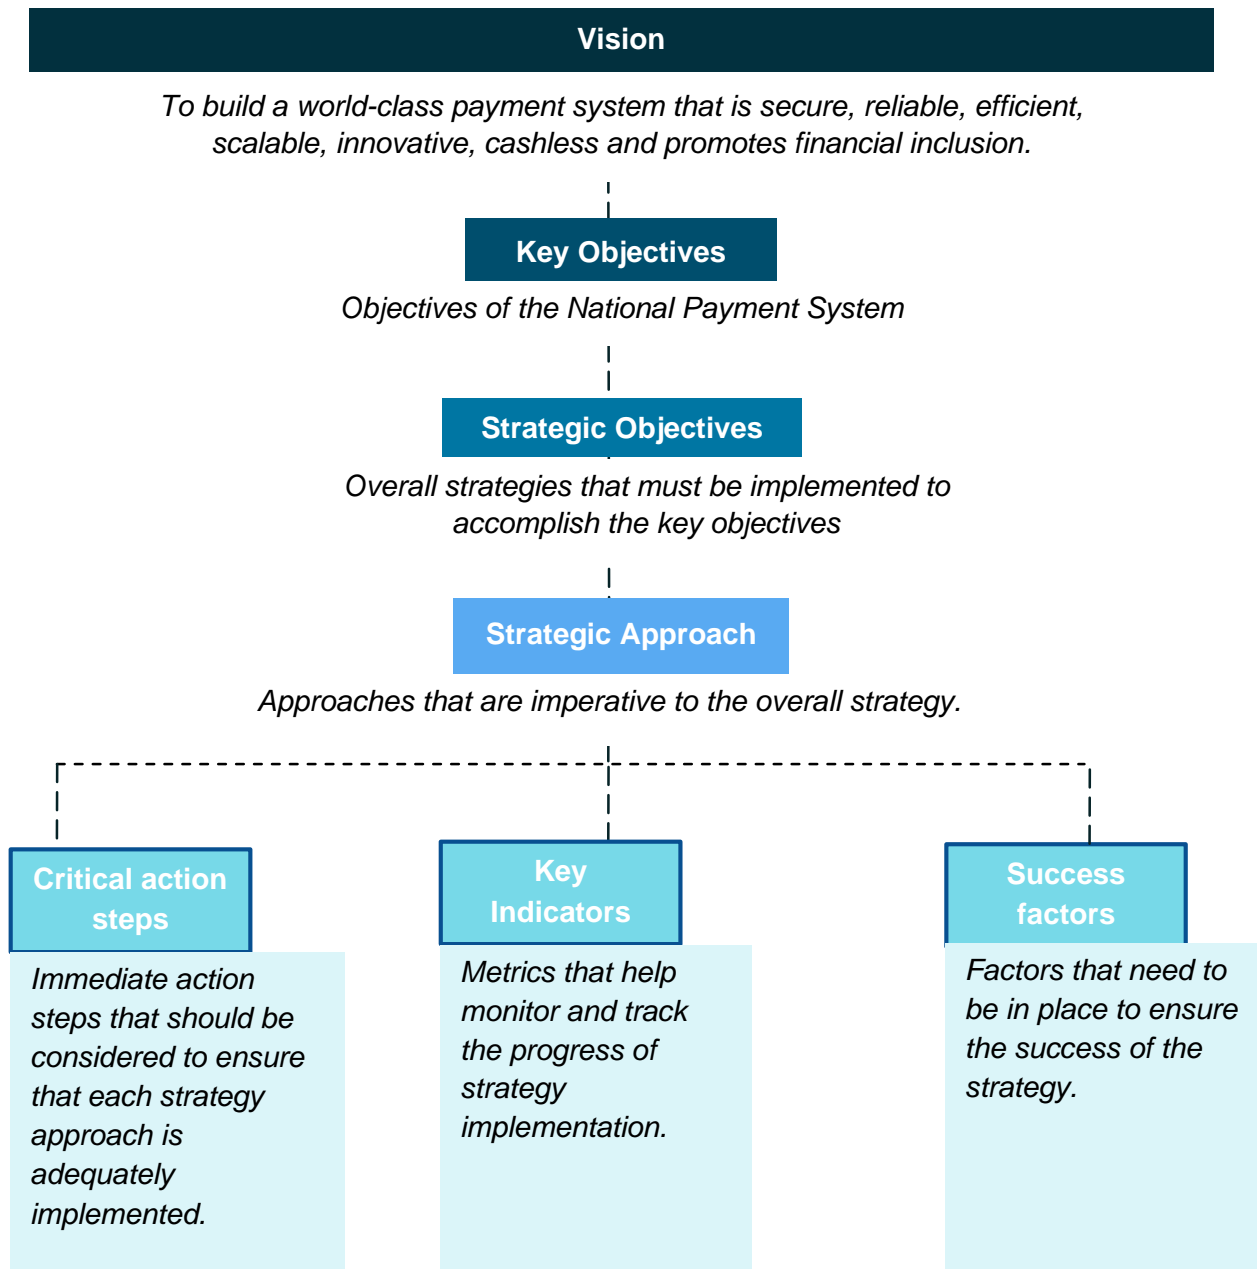 Vision
To build a world-class payment system that is secure, reliable, efficient,
scalable, innovative, cashless and promotes financial inclusion.
Key Objectives
Objectives of the National Payment System
Strategic Objectives
Overall strategies that must be implemented to
accomplish the key objectives
Strategic Approach
Approaches that are imperative to the overall strategy.
Critical action
steps
Immediate action
steps that should be
considered to ensure
that each strategy
approach is
adequately
implemented.
Key
Indicators
Metrics that help
monitor and track
the progress of
strategy
implementation.
Success
factors
Factors that need to
be in place to ensure
the success of the
strategy.